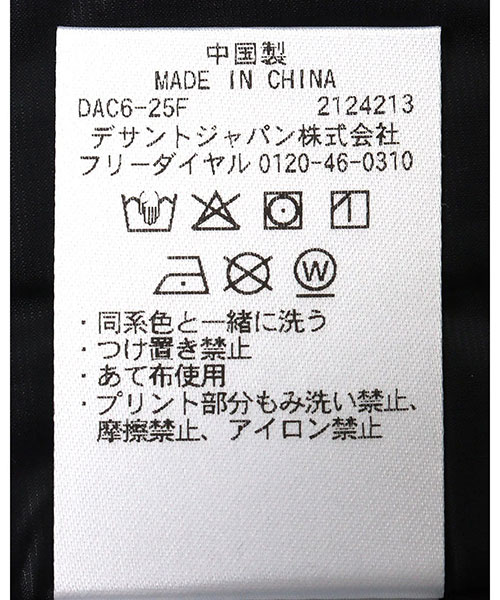 中国製
MADE IN CHINA
DAC6-25F 2124213
デサントジャパン株式会社
フリーダイヤル 0120-46-0310
W
・同系色と一緒に洗う
・つけ置き禁止
・あて布使用
・プリント部分もみ洗い禁止、
摩擦禁止、アイロン禁止